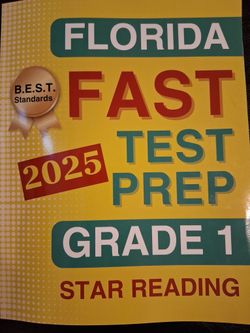 FLORIDA
B.E.S.T.
Standards
FAST
2025
TEST
PREP
GRADE 1
STAR READING